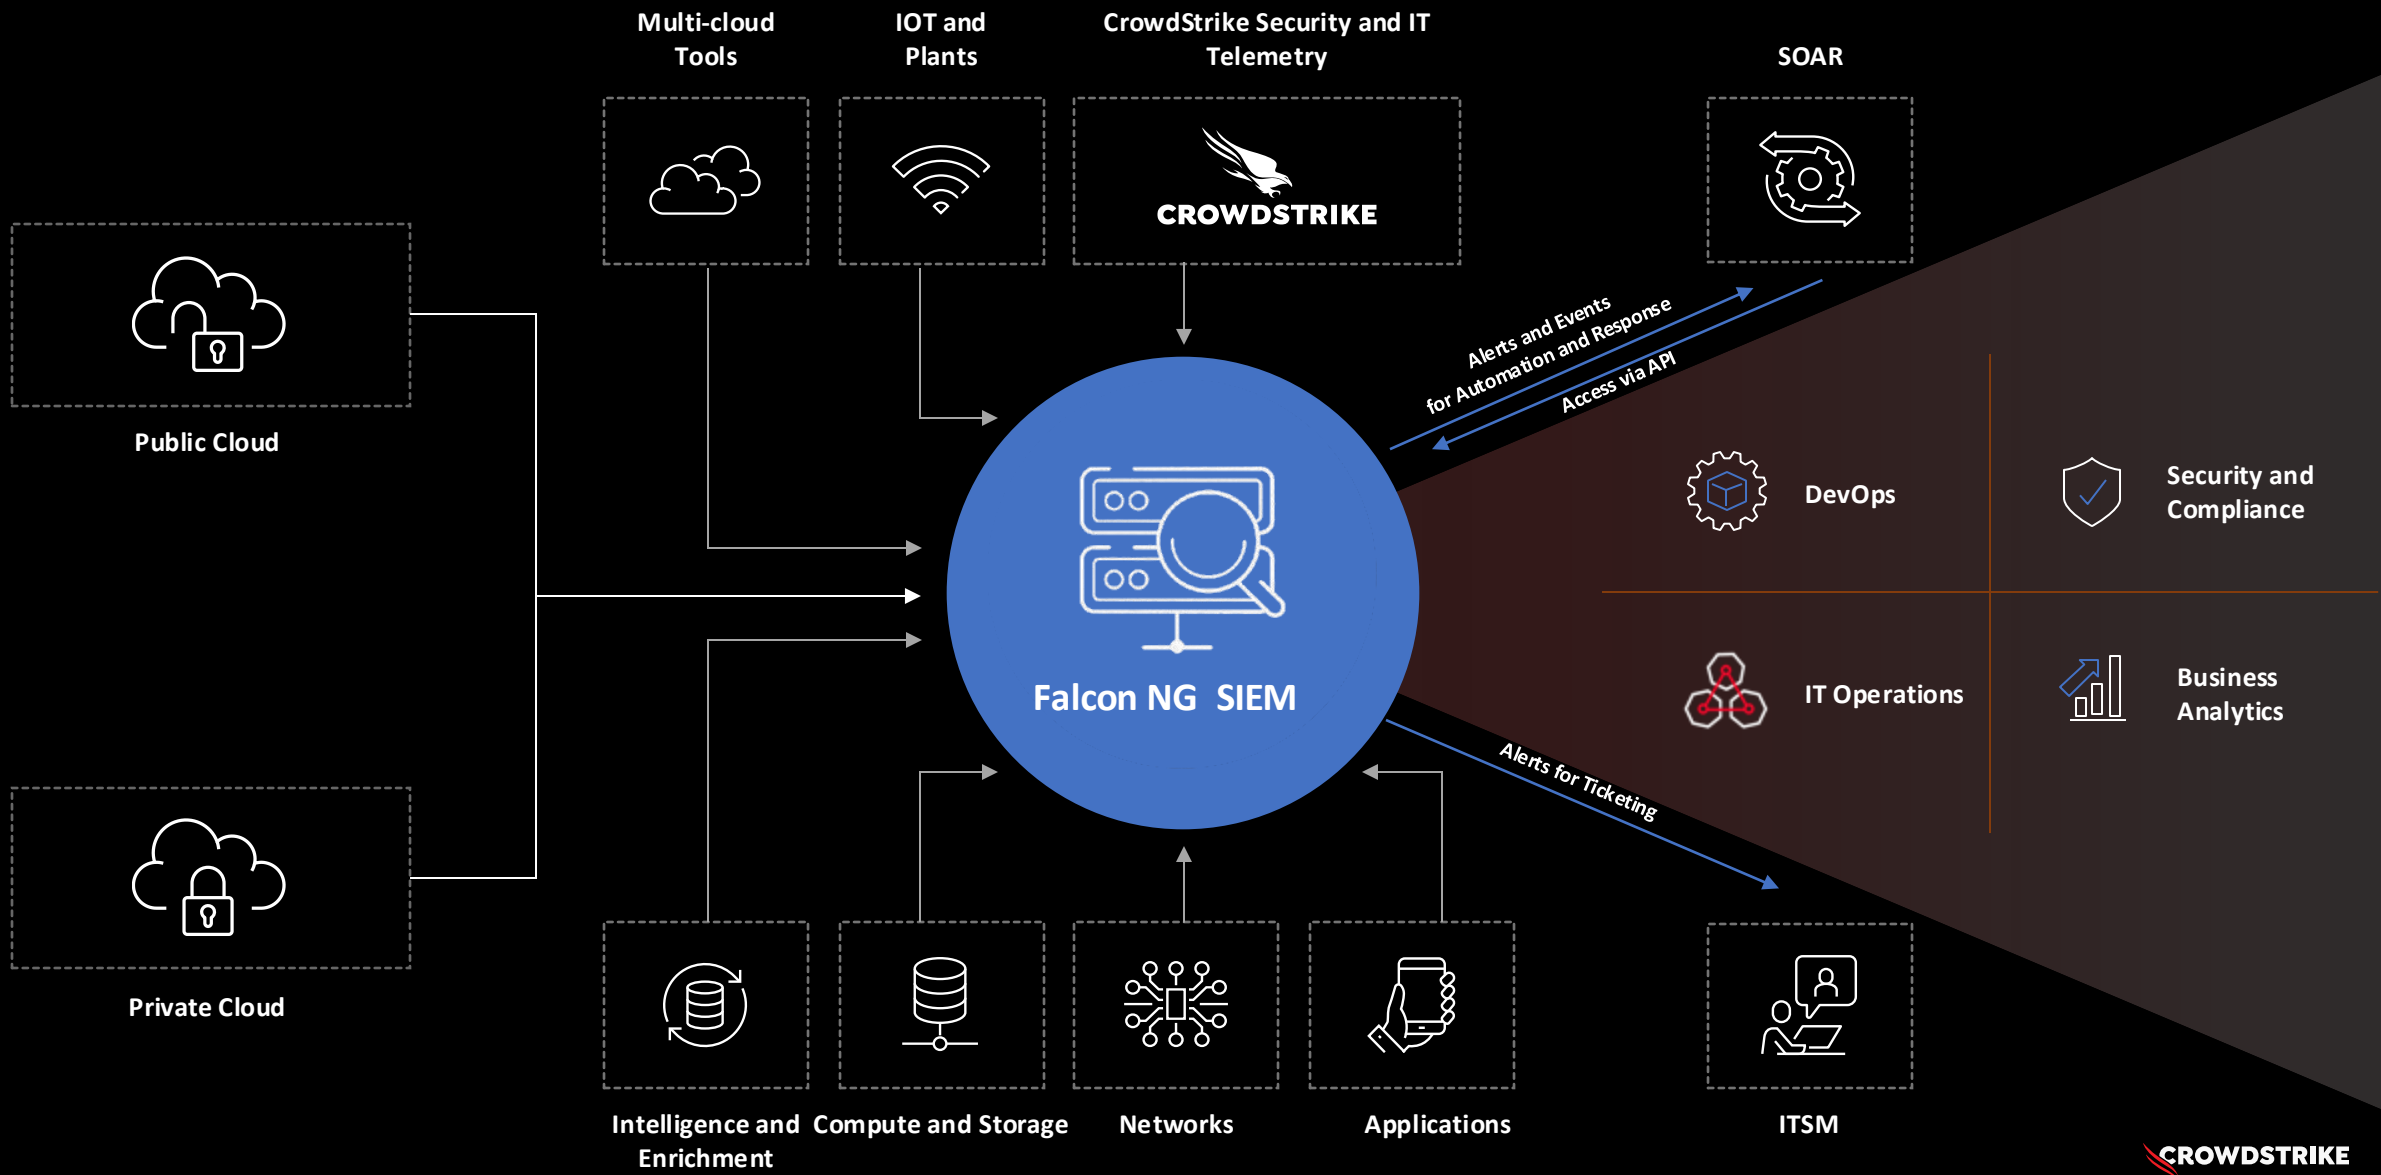 Multi-cloud
Tools
IOT and
Plants
CrowdStrike Security and IT
Telemetry
SOAR
CROWDSTRIKE
Public Cloud
Alerts and Events
for Automation and Response
Access via API
DevOps
Security and
Compliance
Falcon NG SIEM
IT Operations
Business
Analytics
Alerts for Ticketing
Private Cloud
Intelligence and
Enrichment
Compute and Storage
Networks
Applications
ITSM
CROWDSTRIKE